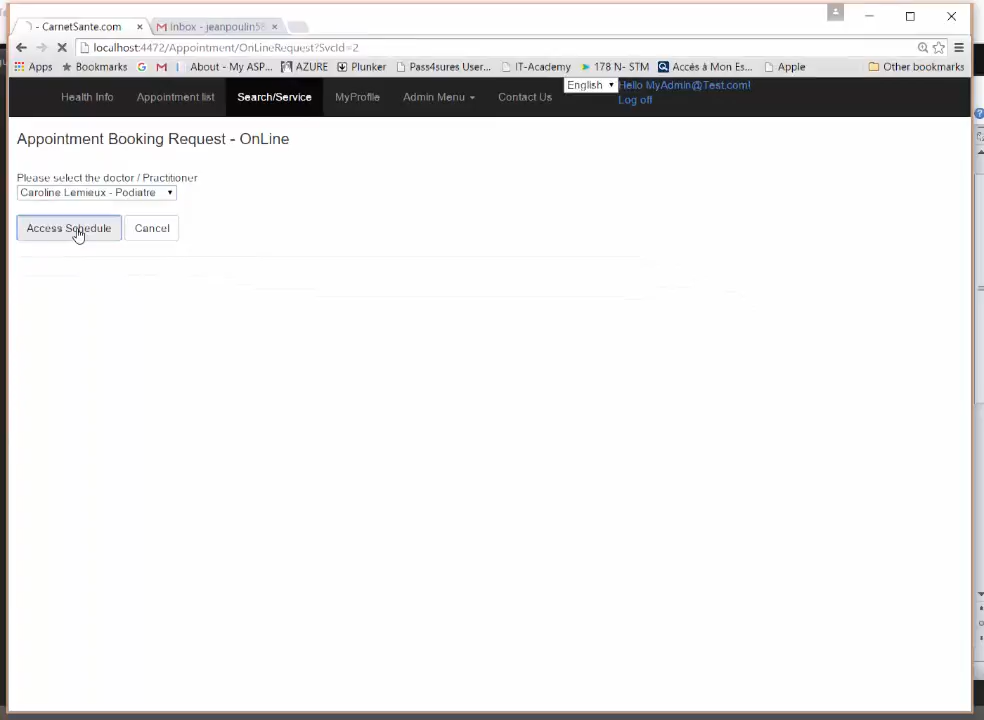 - CarnetSante.com × Inbox - jeanpoulin58 ×
localhost:4472/Appointment/OnLineRequest?SvcId=2
Apps Bookmarks About - My ASP... AZURE Plunker Pass4sures User... IT-Academy 178 N- STM Accés à Mon Es... Apple Other bookmarks
Health Info Appointment list Search/Service MyProfile Admin Menu Contact Us English Hello MyAdmin@Test.com!
Log off
Appointment Booking Request - OnLine
Please select the doctor / Practitioner
Caroline Lemieux - Podiatre
Access Schedule Cancel